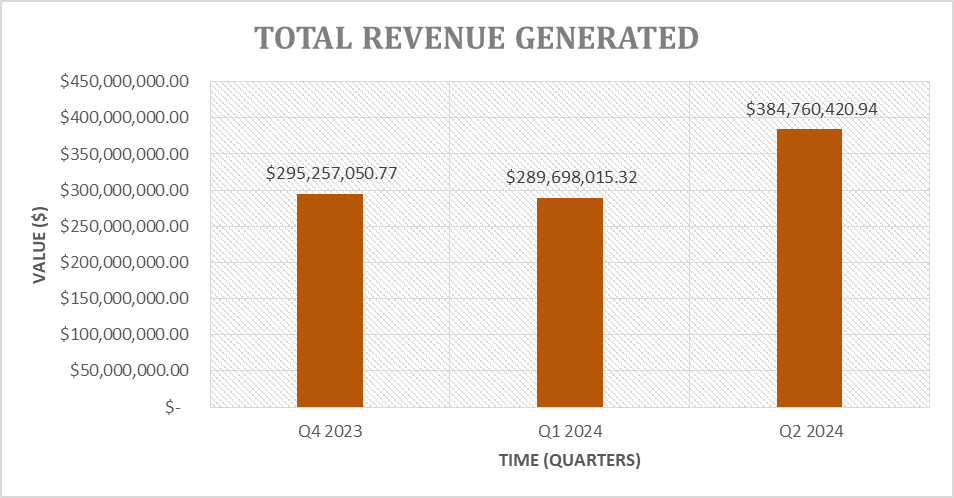 TOTAL REVENUE GENERATED
$450,000,000.00
$400,000,000.00
$350,000,000.00
$300,000,000.00
$250,000,000.00
$200,000,000.00
$150,000,000.00
$100,000,000.00
$50,000,000.00
$-
VALUE ($)
$295,257,050.77
$289,698,015.32
$384,760,420.94
Q4 2023
Q1 2024
Q2 2024
TIME (QUARTERS)